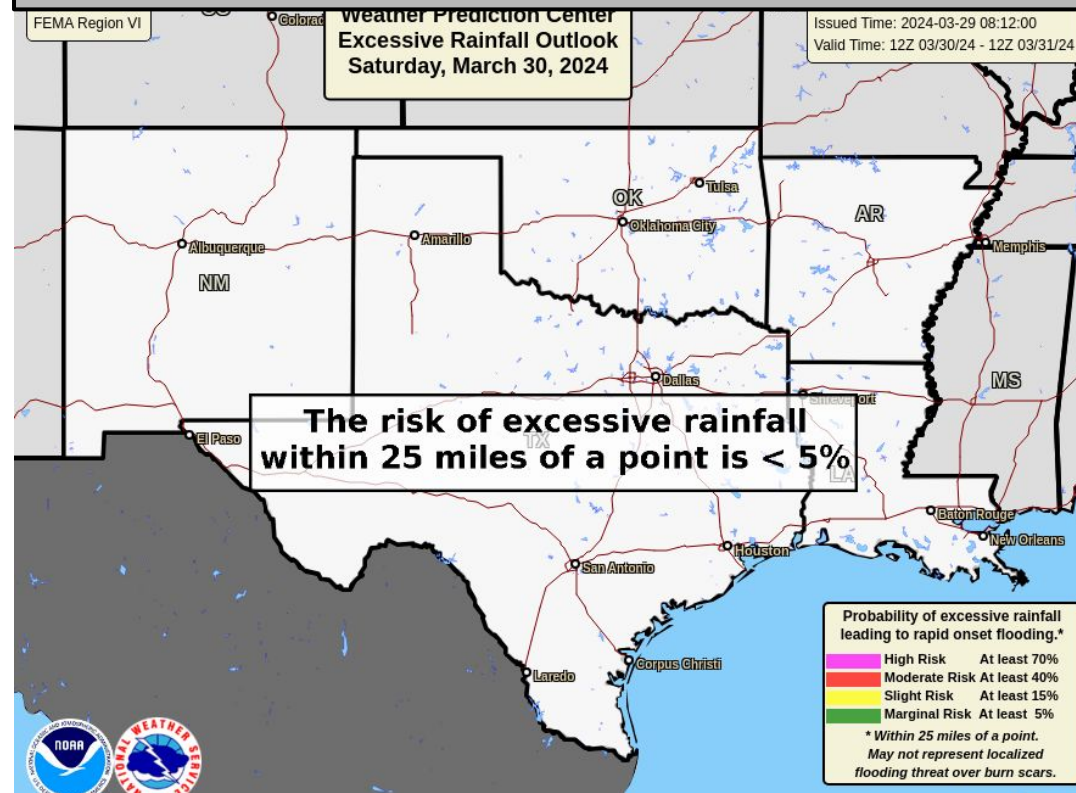 FEMA Region VI
Weather Prediction Center
Excessive Rainfall Outlook
Saturday, March 30, 2024
Issued Time: 2024-03-29 08:12:00
Valid Time: 12Z 03/30/24 - 12Z 03/31/24
Tulsa
OK
Oklahoma City
AR
Albuquerque
Amarillo
Memphis
NM
Dallas
MS
Shreveport
The risk of excessive rainfall
El Paso
TX
within 25 miles of a point is < 5%
LA
Baton Rouge
New Orleans
Houston
San Antonio
Corpus Christi
Laredo
Probability of excessive rainfall
leading to rapid onset flooding.*
High Risk At least 70%
Moderate Risk At least 40%
Slight Risk At least 15%
Marginal Risk At least 5%
* Within 25 miles of a point.
May not represent localized
flooding threat over burn scars.
NOAA
NATIONAL WEATHER SERVICE